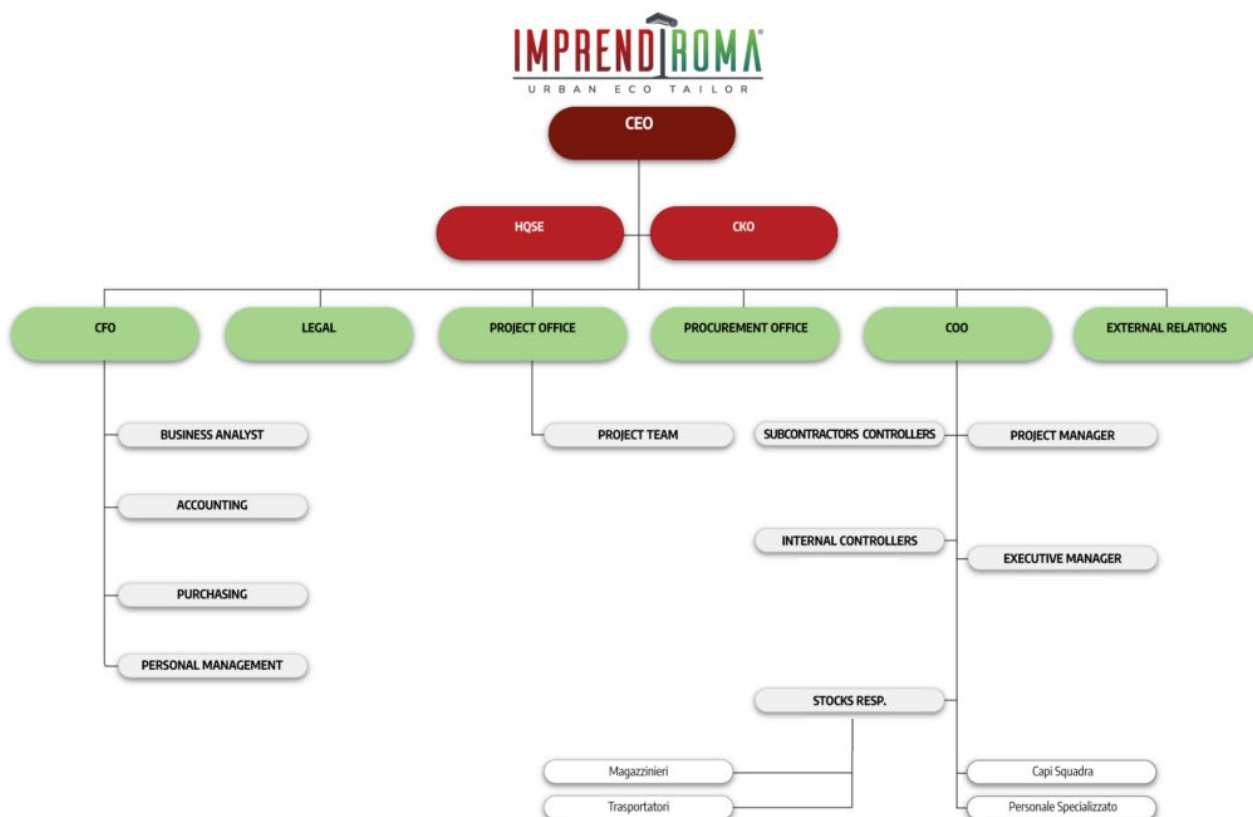 IMPRENDIROMA®
URBAN ECO TAILOR
CEO
HQSE
CKO
CFO
LEGAL
PROJECT OFFICE
PROCUREMENT OFFICE
COO
EXTERNAL RELATIONS
BUSINESS ANALYST
PROJECT TEAM
SUBCONTRACTORS CONTROLLERS
PROJECT MANAGER
ACCOUNTING
INTERNAL CONTROLLERS
EXECUTIVE MANAGER
PURCHASING
PERSONAL MANAGEMENT
STOCKS RESP.
Magazzinieri
Capi Squadra
Trasportatori
Personale Specializzato